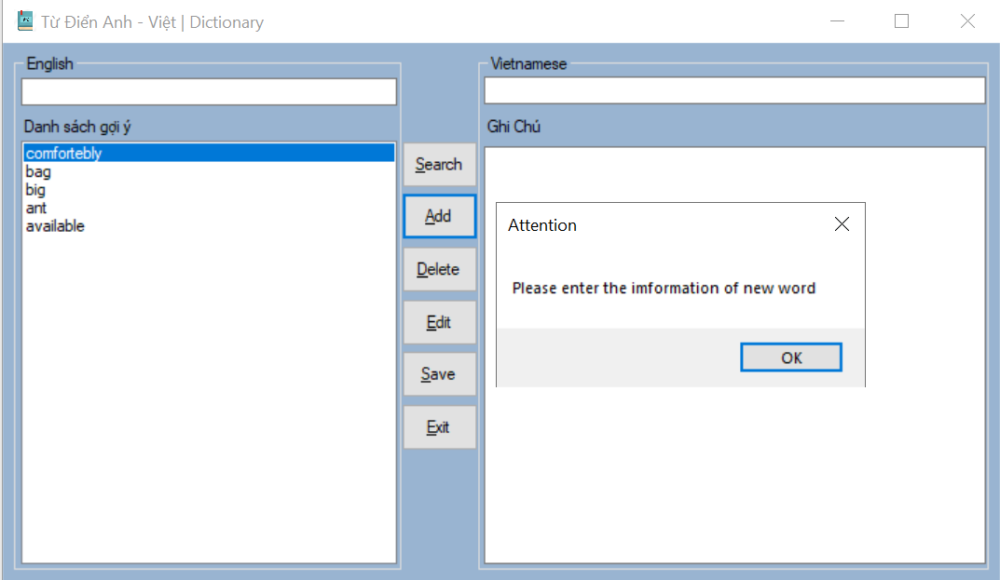 Từ Điển Anh - Việt | Dictionary
English
Danh sách gợi ý
comfortebly
bag
big
ant
available
Search
Add
Delete
Edit
Save
Exit
Vietnamese
Ghi Chú
Attention
Please enter the imformation of new word
OK